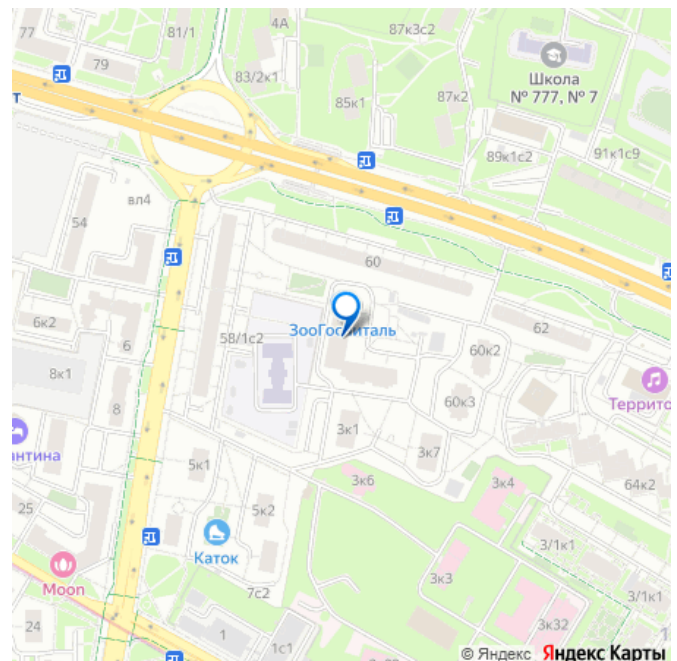 77
81/1
4А
87к3с2
79
83/2к1
Школа
№ 777, № 7
т
85к1
87к2
89к1с2
91к1с9
вл4
54
60
6к2
6
58/1с2
ЗооГоспиталь
62
60к2
8к1
8
60к3
Террито
антина
3к1
3к7
5к1
3к6
3к4
64к2
25
5к2
Каток
3/1к1
Moon
7с2
3к3
3/1к1
24
1
1с1
3к32
1
© Яндекс Яндекс Карты